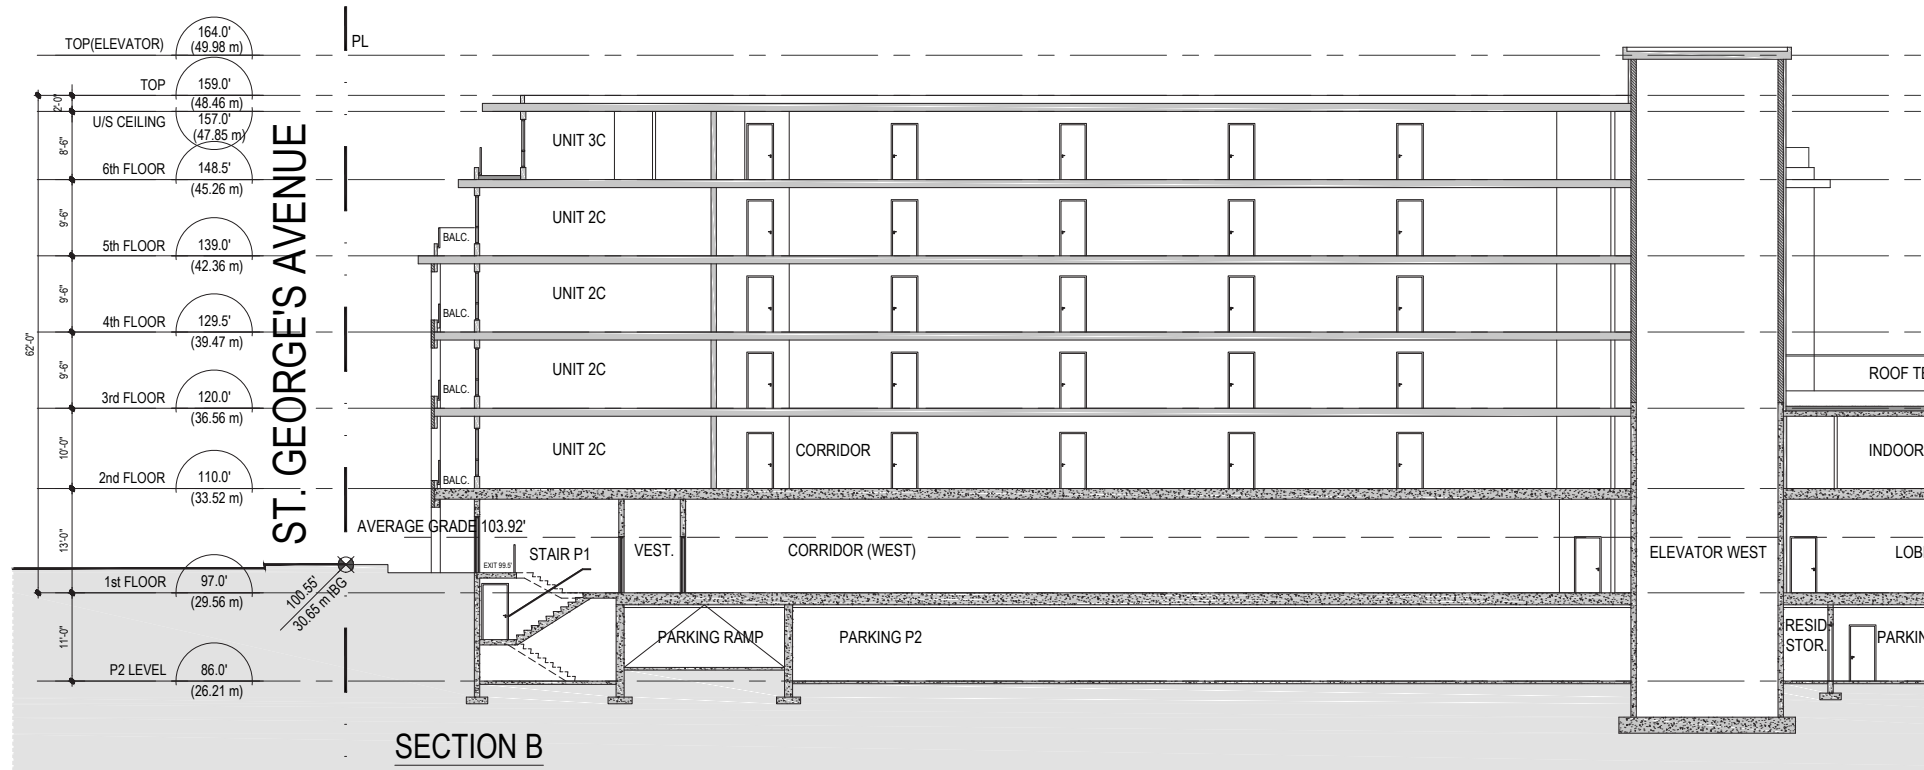 164.0'
TOP(ELEVATOR)
(49.98 m)
PL
TOP
159.0'
(48.46 m)
2'-0"
U/S CEILING
157.0'
(47.85 m)
8'-6"
6th FLOOR
148.5'
(45.26 m)
9'-6"
5th FLOOR
139.0'
(42.36 m)
9'-6"
4th FLOOR
129.5'
(39.47 m)
62'-0"
9'-6"
3rd FLOOR
120.0'
(36.56 m)
10'-0"
2nd FLOOR
110.0'
(33.52 m)
13'-0"
1st FLOOR
97.0'
(29.56 m)
11'-0"
P2 LEVEL
86.0'
(26.21 m)
ST. GEORGE'S AVENUE
100.55'
30.65 m IBG
UNIT 3C
UNIT 2C
BALC.
UNIT 2C
BALC.
UNIT 2C
BALC.
UNIT 2C
CORRIDOR
BALC.
AVERAGE GRADE 103.92'
EXIT 99.5'
STAIR P1
VEST.
CORRIDOR (WEST)
ELEVATOR WEST
PARKING RAMP
PARKING P2
ROOF TE
INDOOR
LOB
RESID
STOR.
PARKIN
SECTION B